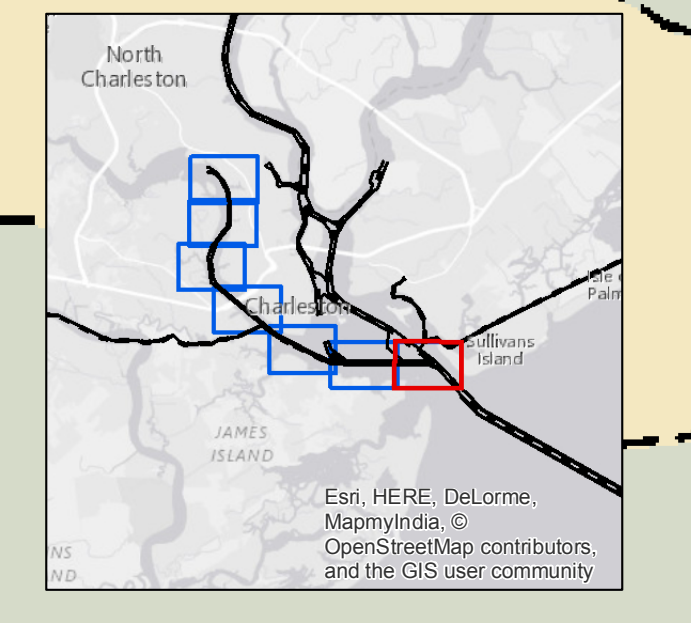 North
Charleston
Charleston
Isle
Palm
Sullivans
Island
JAMES
ISLAND
Esri, HERE, DeLorme,
MapmyIndia, ©
OpenStreetMap contributors,
and the GIS user community
NS
ND